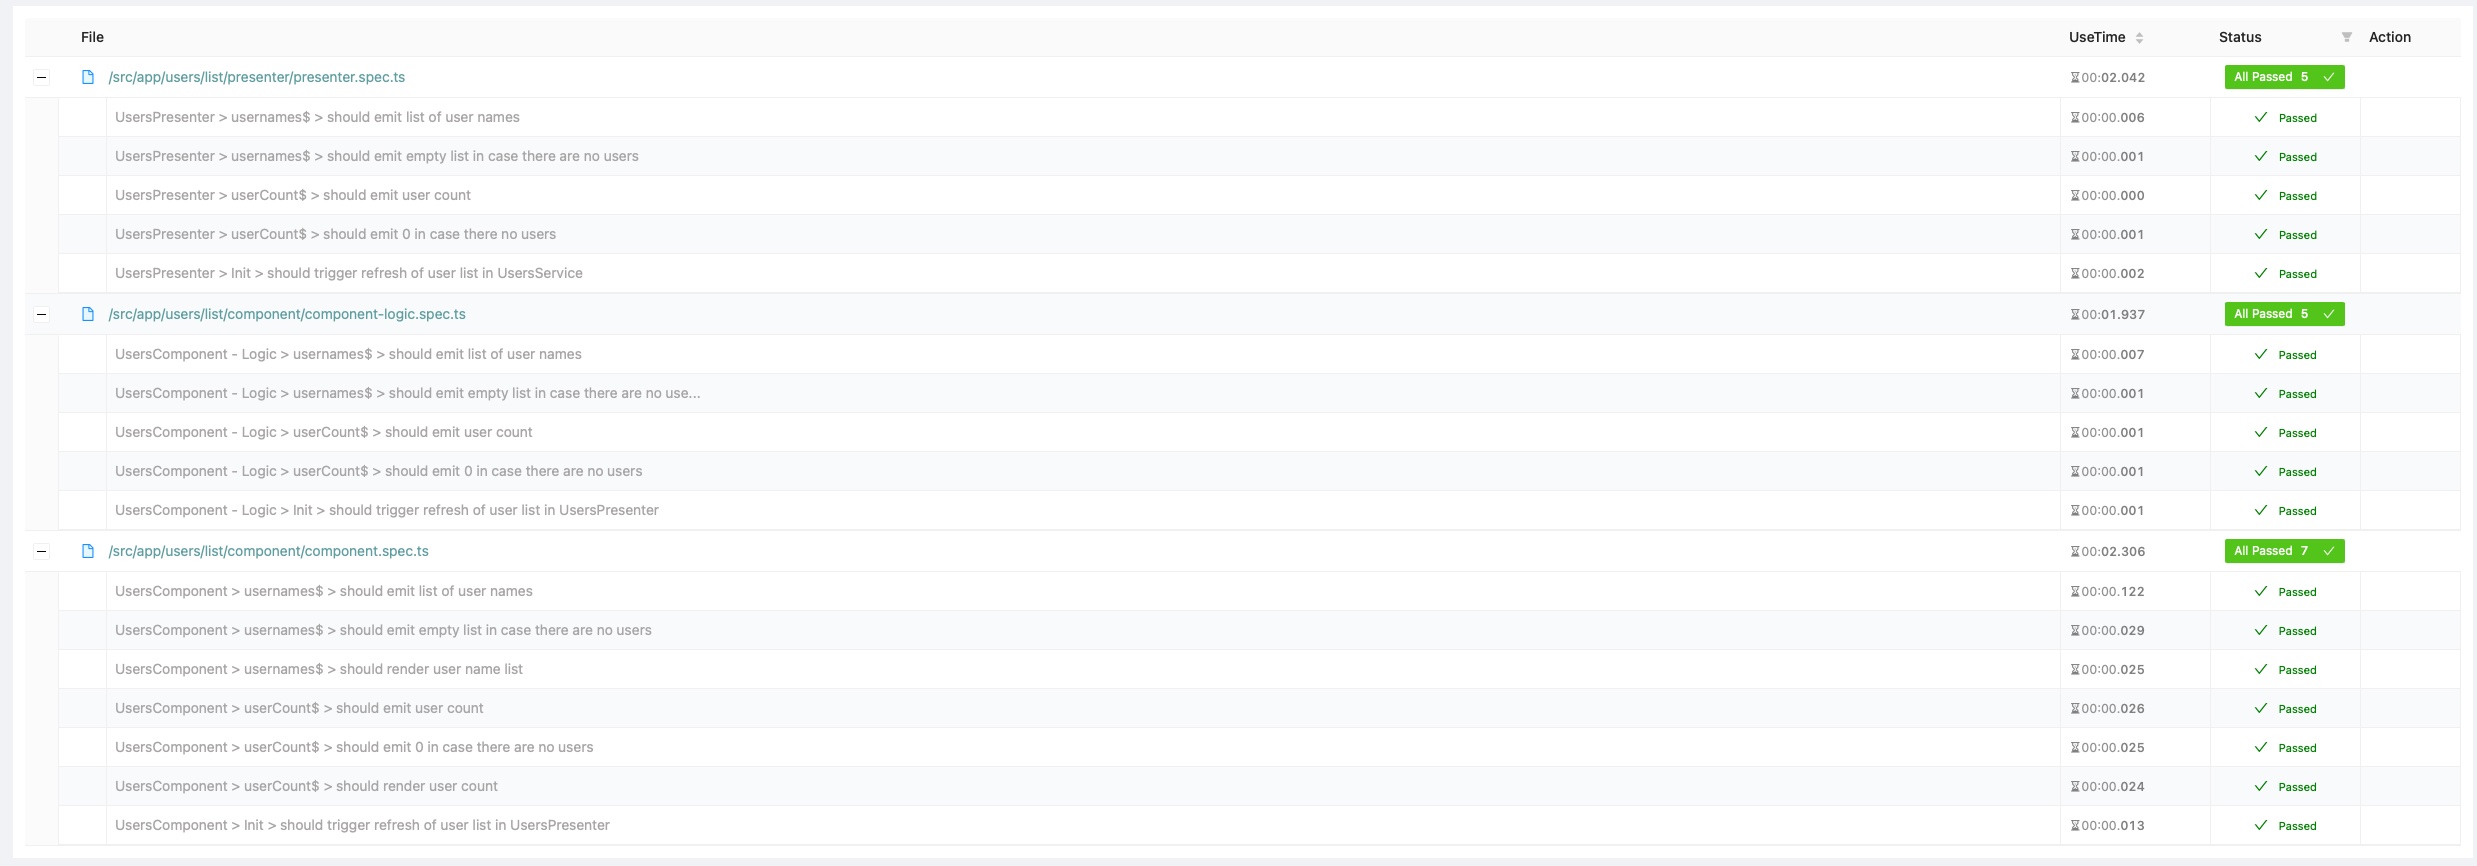 File UseTime Status Action
/src/app/users/list/presenter/presenter.spec.ts 00:02.042 All Passed 5
UsersPresenter > usernames$ > should emit list of user names 00:00.006 Passed
UsersPresenter > usernames$ > should emit empty list in case there are no users 00:00.001 Passed
UsersPresenter > userCount$ > should emit user count 00:00.000 Passed
UsersPresenter > userCount$ > should emit 0 in case there no users 00:00.001 Passed
UsersPresenter > Init > should trigger refresh of user list in UsersService 00:00.002 Passed
/src/app/users/list/component/component-logic.spec.ts 00:01.937 All Passed 5
UsersComponent - Logic > usernames$ > should emit list of user names 00:00.007 Passed
UsersComponent - Logic > usernames$ > should emit empty list in case there are no use... 00:00.001 Passed
UsersComponent - Logic > userCount$ > should emit user count 00:00.001 Passed
UsersComponent - Logic > userCount$ > should emit 0 in case there are no users 00:00.001 Passed
UsersComponent - Logic > Init > should trigger refresh of user list in UsersPresenter 00:00.001 Passed
/src/app/users/list/component/component.spec.ts 00:02.306 All Passed 7
UsersComponent > usernames$ > should emit list of user names 00:00.122 Passed
UsersComponent > usernames$ > should emit empty list in case there are no users 00:00.029 Passed
UsersComponent > usernames$ > should render user name list 00:00.025 Passed
UsersComponent > userCount$ > should emit user count 00:00.026 Passed
UsersComponent > userCount$ > should emit 0 in case there are no users 00:00.025 Passed
UsersComponent > userCount$ > should render user count 00:00.024 Passed
UsersComponent > Init > should trigger refresh of user list in UsersPresenter 00:00.013 Passed